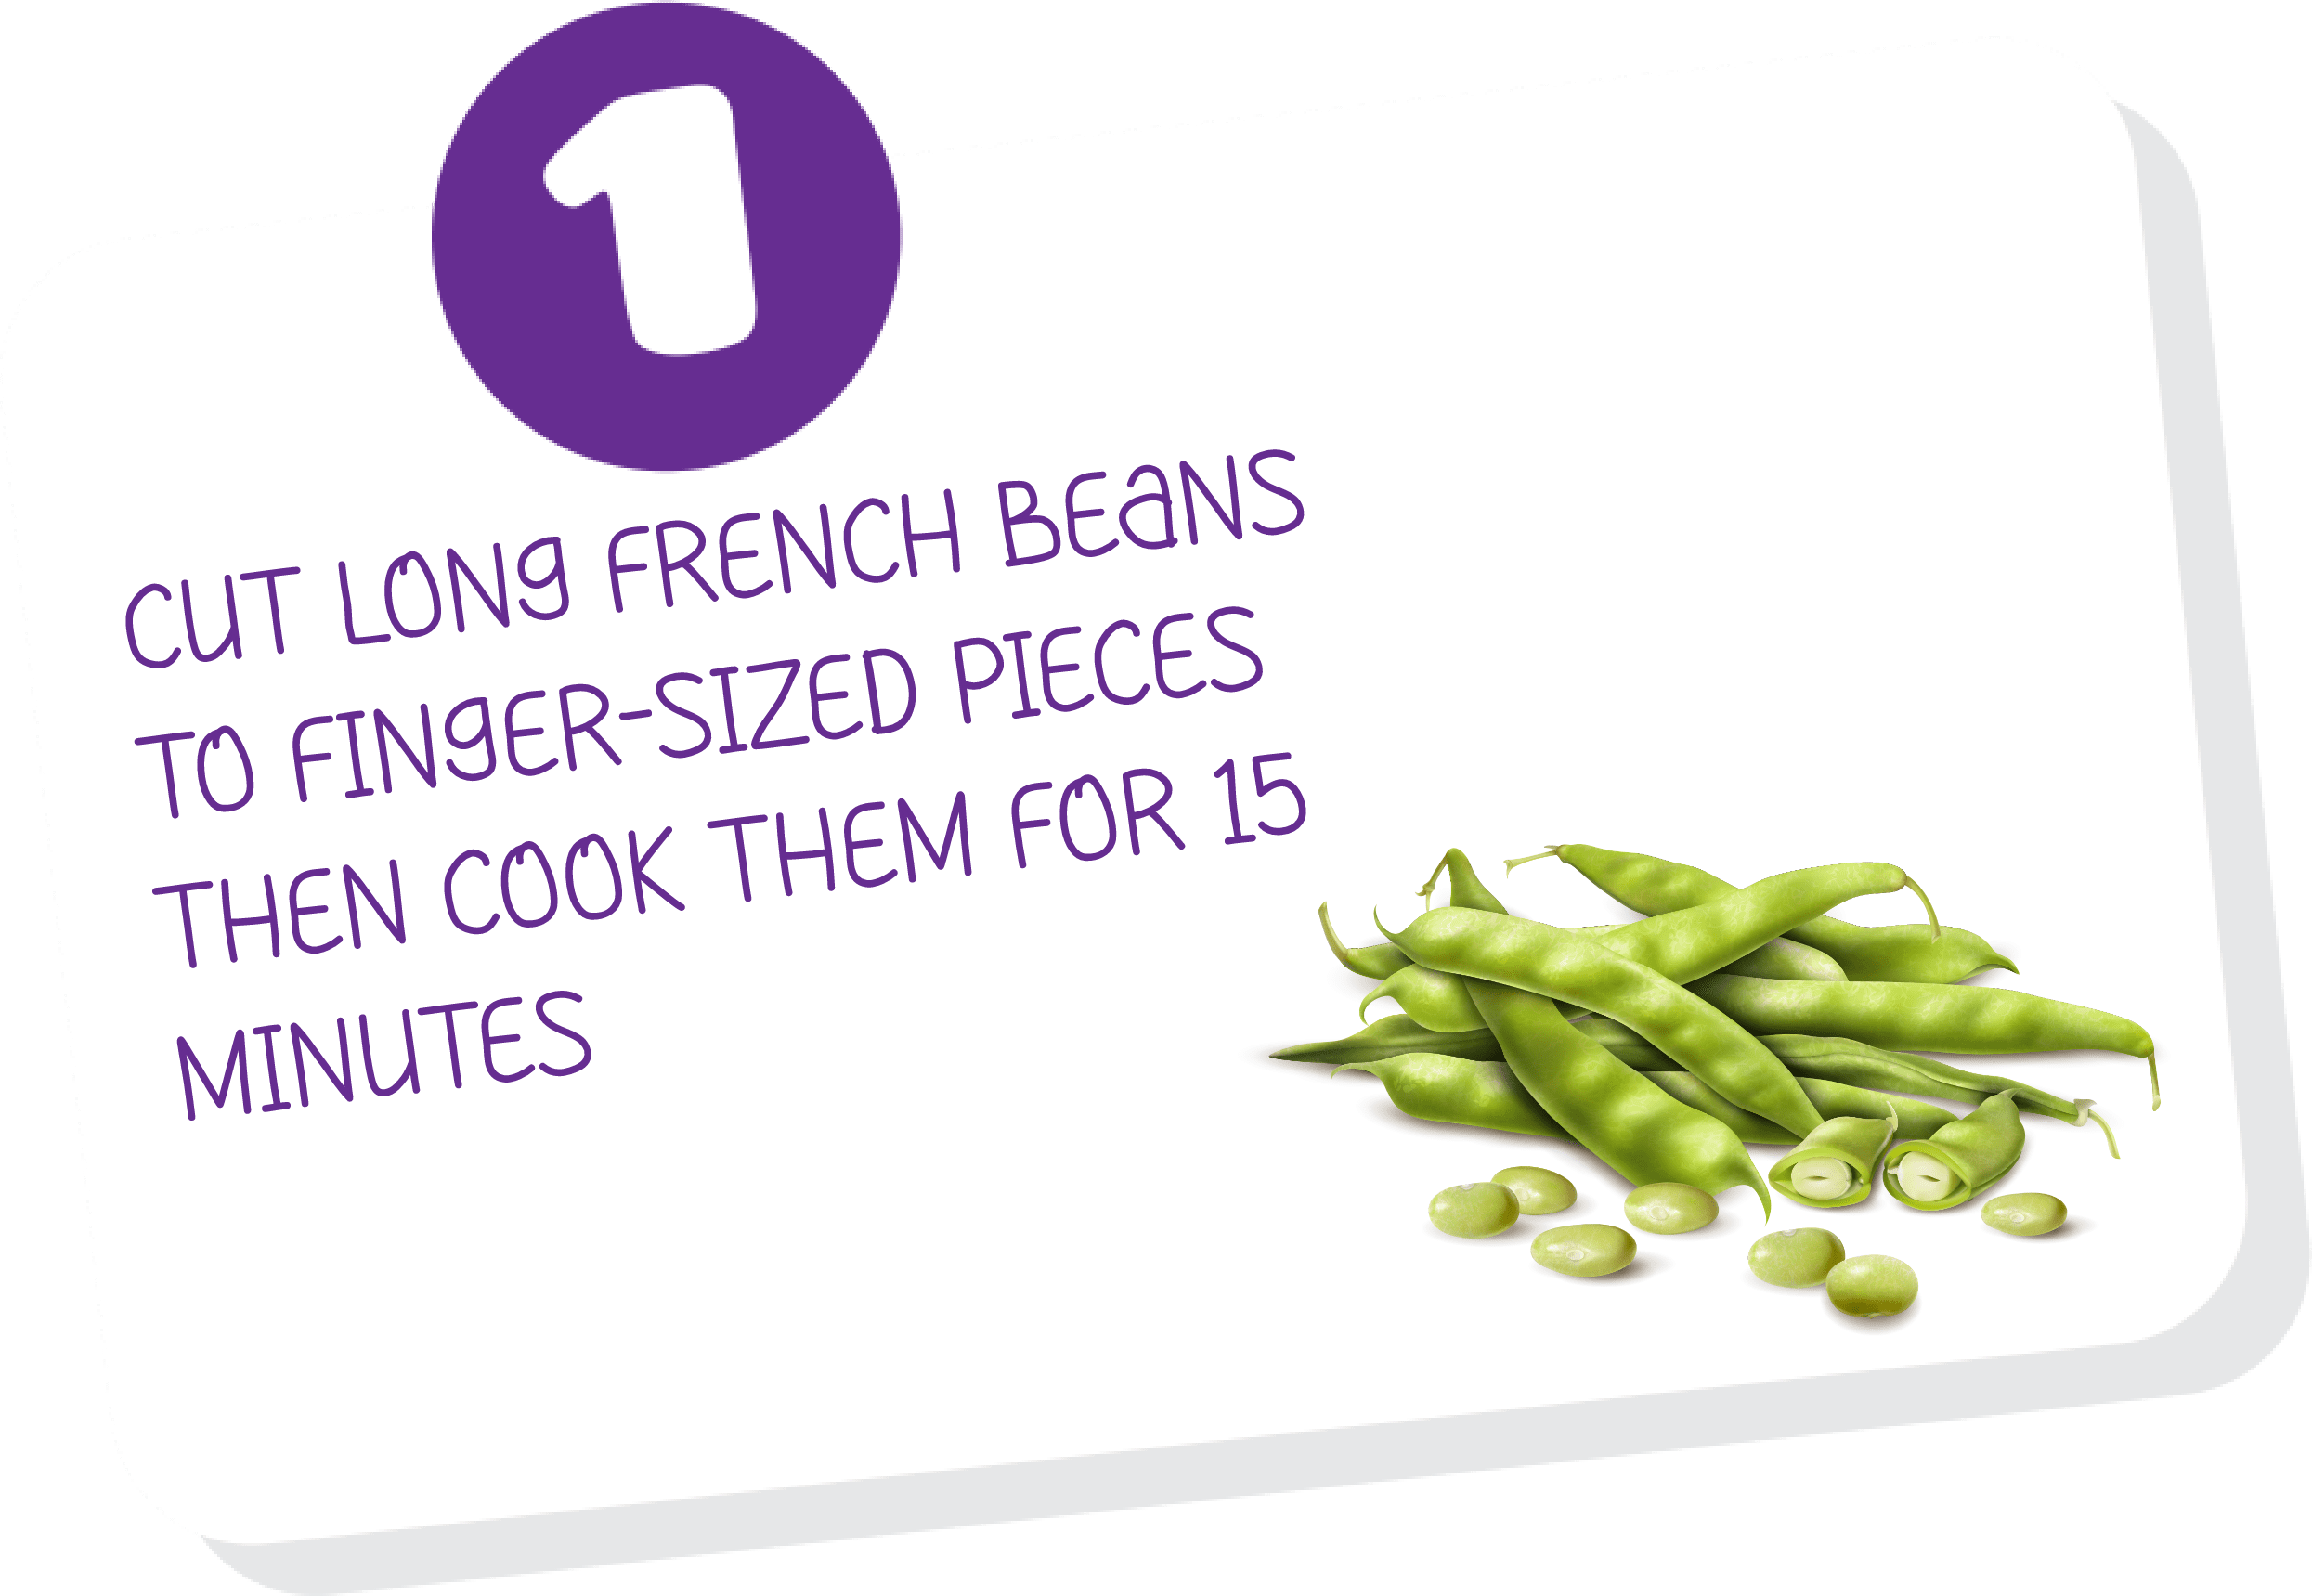 1
CUT LONg FRENCH BEaNS
TO FINgER-SIZED PIECES
THEN COOK THEM FOR 15
MINUTES